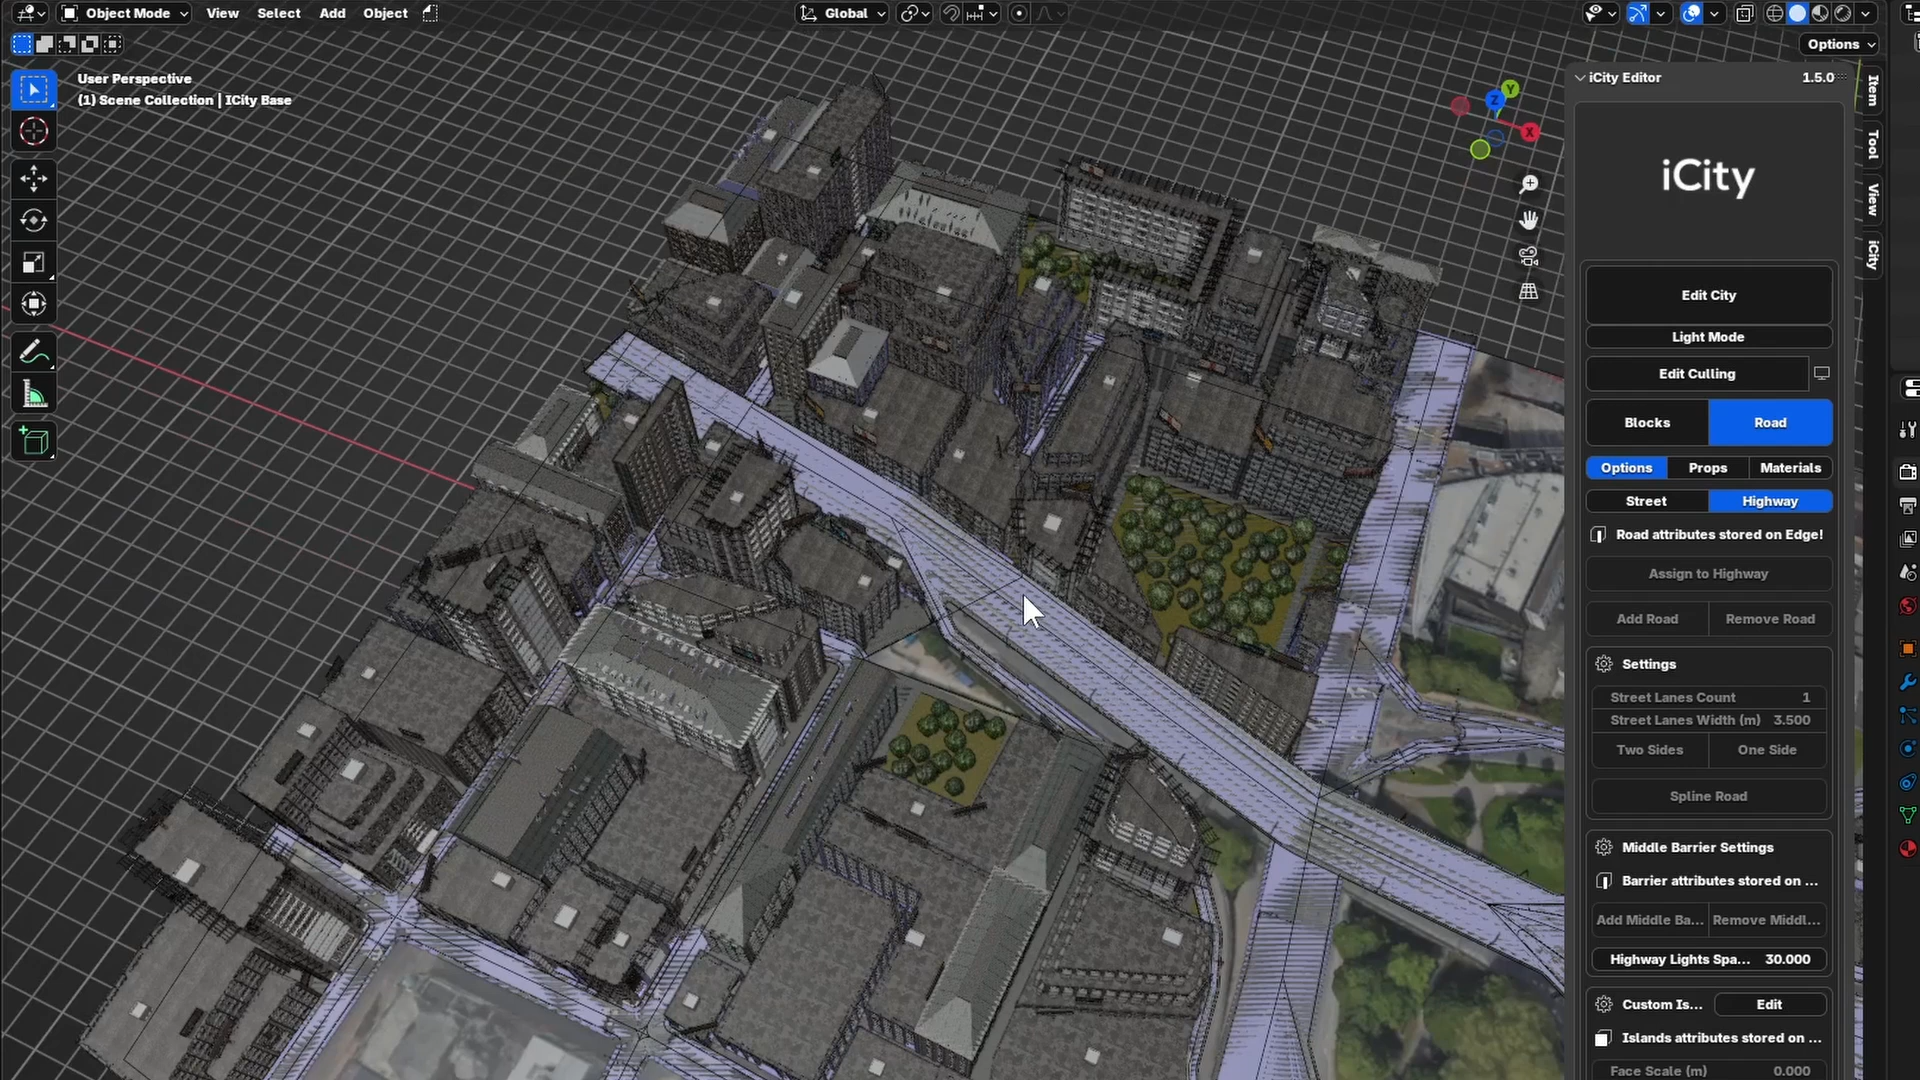 Object Mode
View
Select
Add
Object
Global
Options
User Perspective
(1) Scene Collection | ICity Base
Y
Z
X
iCity Editor
1.5.0
Item
Tool
View
iCity
iCity
Edit City
Light Mode
Edit Culling
Blocks
Road
Options
Props
Materials
Street
Highway
Road attributes stored on Edge!
Assign to Highway
Add Road
Remove Road
Settings
Street Lanes Count 1
Street Lanes Width (m) 3.500
Two Sides
One Side
Spline Road
Middle Barrier Settings
Barrier attributes stored on ...
Add Middle Ba...
Remove Middl...
Highway Lights Spa... 30.000
Custom Is...
Edit
Islands attributes stored on ...
Face Scale (m) 0.000